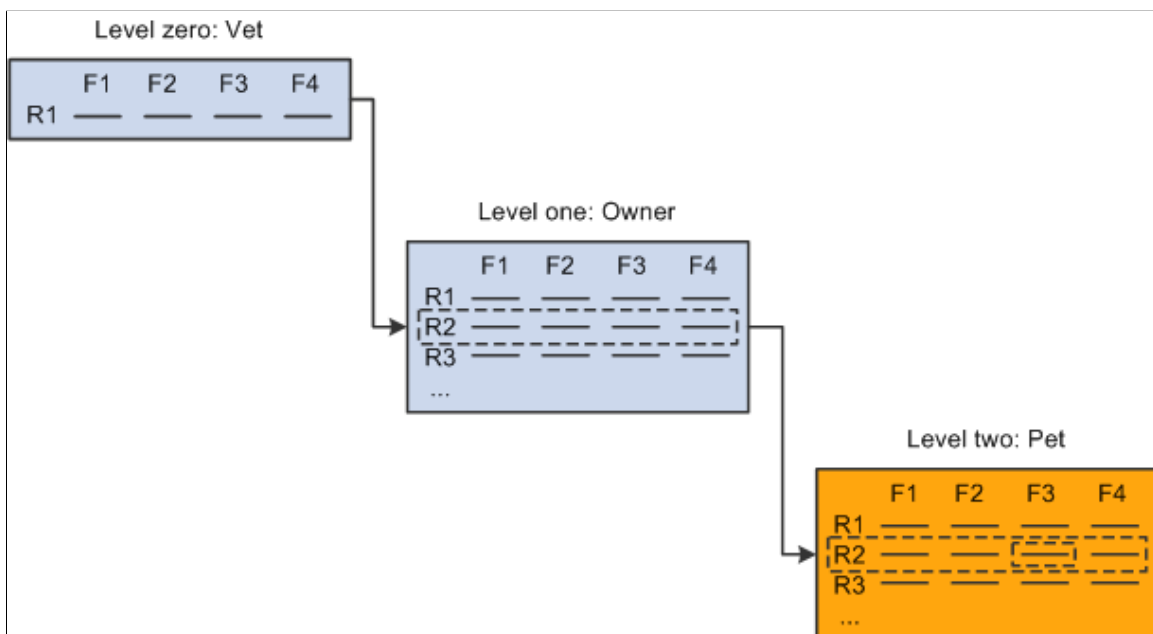 Level zero: Vet
F1 F2 F3 F4
R1
Level one: Owner
F1 F2 F3 F4
R1
R2
R3
...
Level two: Pet
F1 F2 F3 F4
R1
R2
R3
...